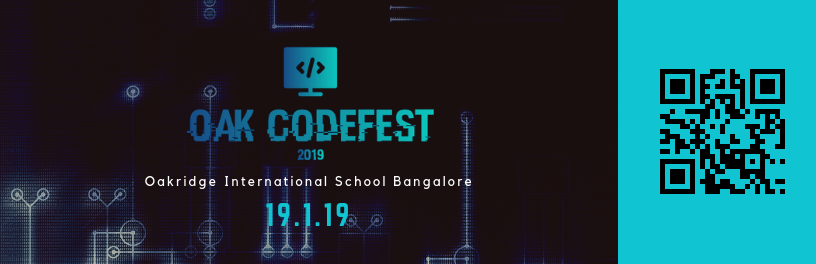 </>
OAK CODEFEST
2019
Oakridge International School Bangalore
19.1.19